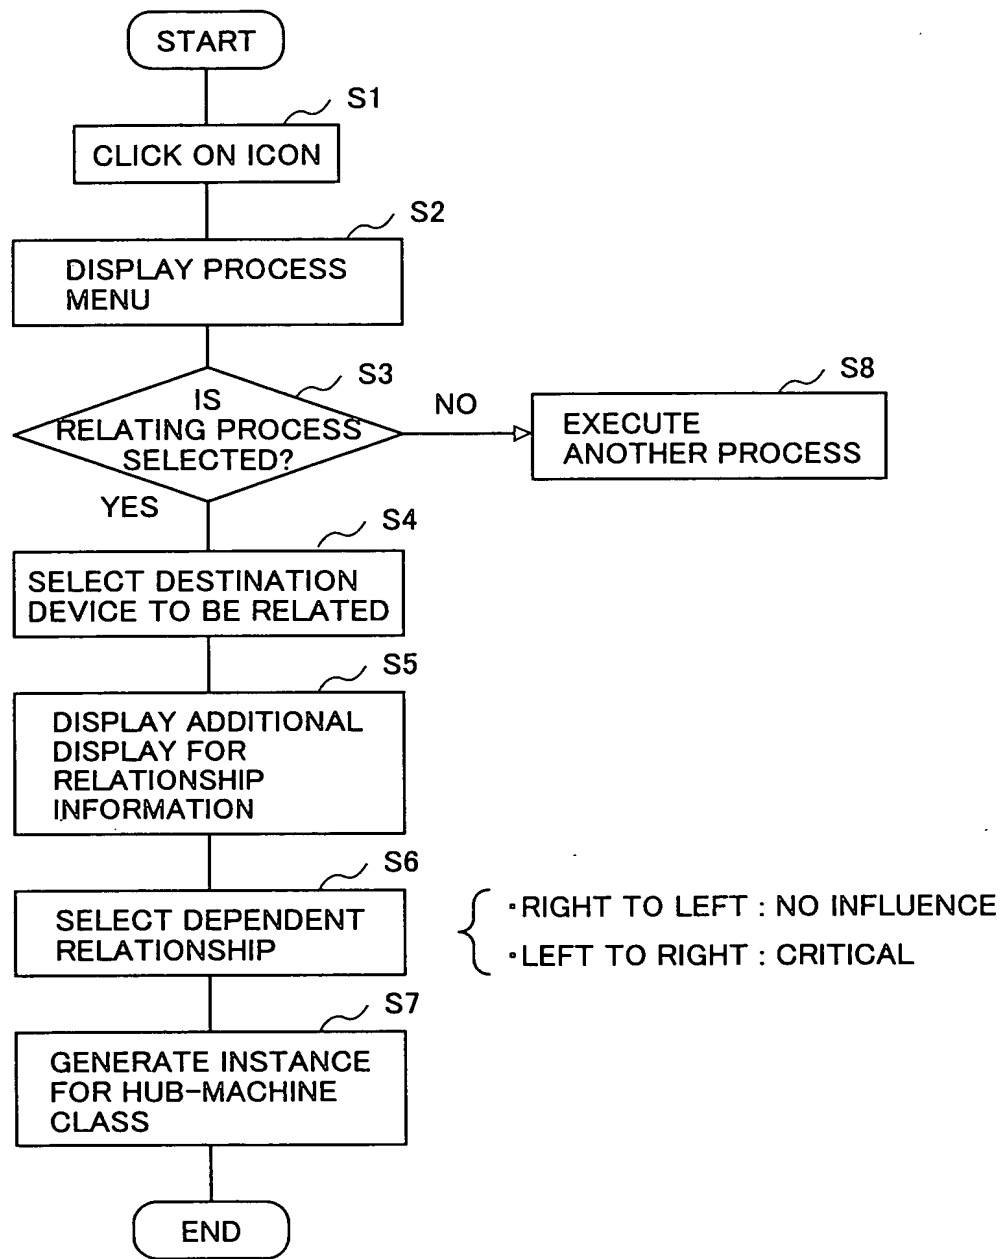 START
S1
CLICK ON ICON
S2
DISPLAY PROCESS
MENU
S3
IS
RELATING PROCESS
SELECTED?
NO
S8
EXECUTE
ANOTHER PROCESS
YES
S4
SELECT DESTINATION
DEVICE TO BE RELATED
S5
DISPLAY ADDITIONAL
DISPLAY FOR
RELATIONSHIP
INFORMATION
S6
SELECT DEPENDENT
RELATIONSHIP
・RIGHT TO LEFT : NO INFLUENCE
・LEFT TO RIGHT : CRITICAL
S7
GENERATE INSTANCE
FOR HUB-MACHINE
CLASS
END